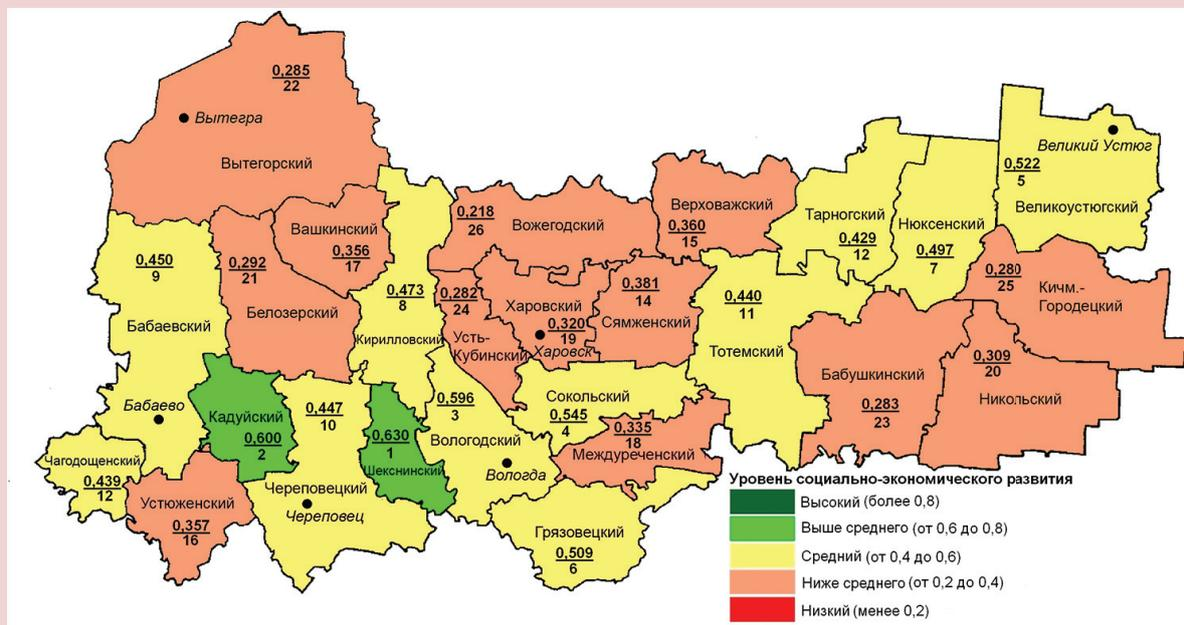 0,285
22
Вытегра
Вытегорский
Великий Устюг
0,522
5
Великоустюгский
Вашкинский
0,356
17
0,218
26
Вожегодский
Верховажский
0,360
15
Тарногский
0,429
12
Нюксенский
0,497
7
0,450
9
Бабаевский
0,292
21
Белозерский
0,473
8
Кирилловский
0,282
24
Усть-
Кубинский
Харовский
0,320
19
Харовск
0,381
14
Сямженский
0,440
11
Тотемский
0,280
25
Кичм.-
Городецкий
Бабушкинский
0,283
23
0,309
20
Никольский
Бабаево
Кадуйский
0,600
2
0,447
10
Череповецкий
Череповец
0,630
1
Шекснинский
0,596
3
Вологодский
Вологда
Сокольский
0,545
4
0,335
18
Междуреченский
Чагодощенский
0,439
12
Устюженский
0,357
16
Грязовецкий
0,509
6
Уровень социально-экономического развития
Высокий (более 0,8)
Выше среднего (от 0,6 до 0,8)
Средний (от 0,4 до 0,6)
Ниже среднего (от 0,2 до 0,4)
Низкий (менее 0,2)